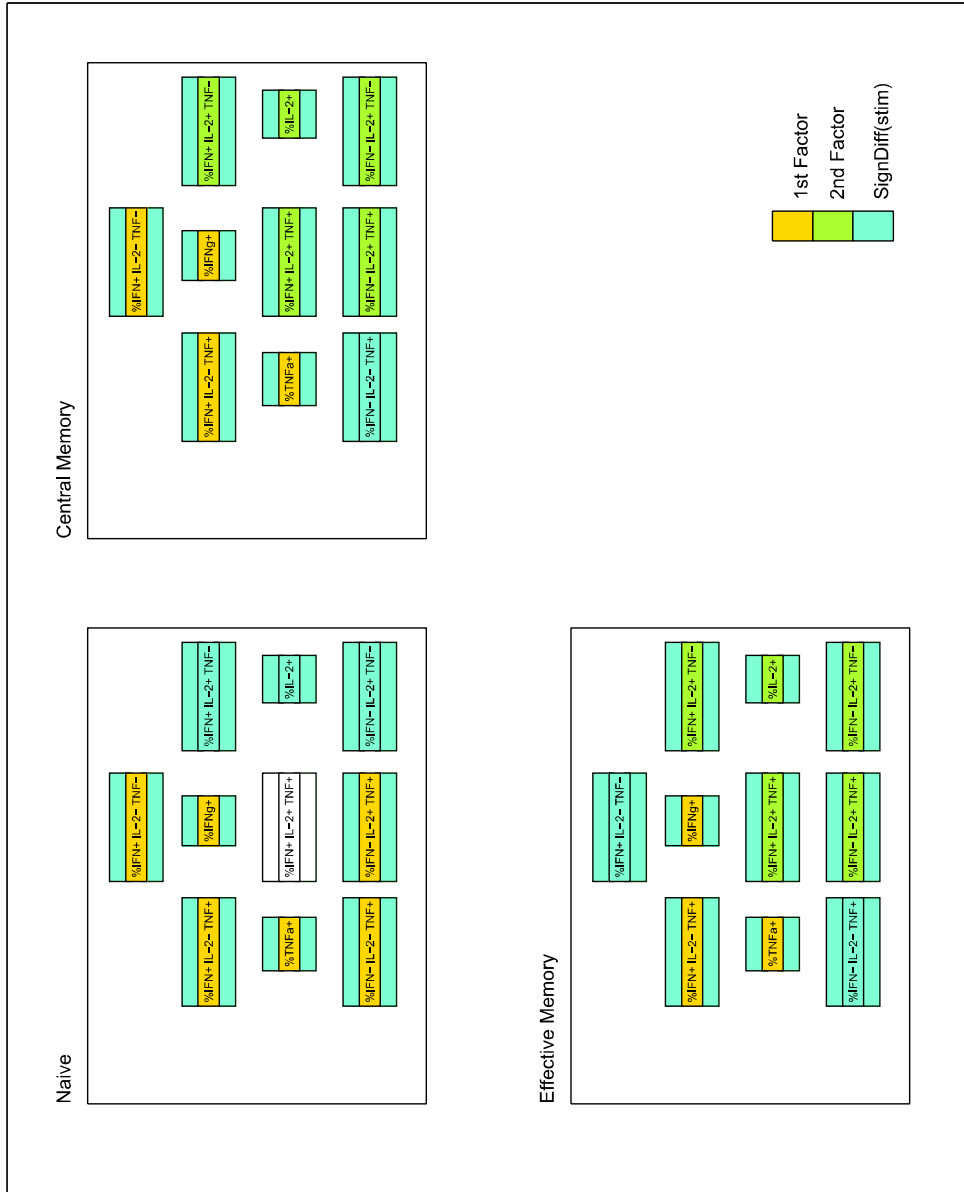 Naive
%IFN+ IL−2− TNF−
%IFN+ IL−2− TNF+
%IFNg+
%IFN+ IL−2+ TNF−
%TNFa+
%IFN+ IL−2+ TNF+
%IL−2+
%IFN− IL−2− TNF+
%IFN− IL−2+ TNF+
%IFN− IL−2+ TNF−
Central Memory
%IFN+ IL−2− TNF−
%IFN+ IL−2− TNF+
%IFNg+
%IFN+ IL−2+ TNF−
%TNFa+
%IFN+ IL−2+ TNF+
%IL−2+
%IFN− IL−2− TNF+
%IFN− IL−2+ TNF+
%IFN− IL−2+ TNF−
Effective Memory
%IFN+ IL−2− TNF−
%IFN+ IL−2− TNF+
%IFNg+
%IFN+ IL−2+ TNF−
%TNFa+
%IFN+ IL−2+ TNF+
%IL−2+
%IFN− IL−2− TNF+
%IFN− IL−2+ TNF+
%IFN− IL−2+ TNF−
1st Factor
2nd Factor
SignDiff(stim)